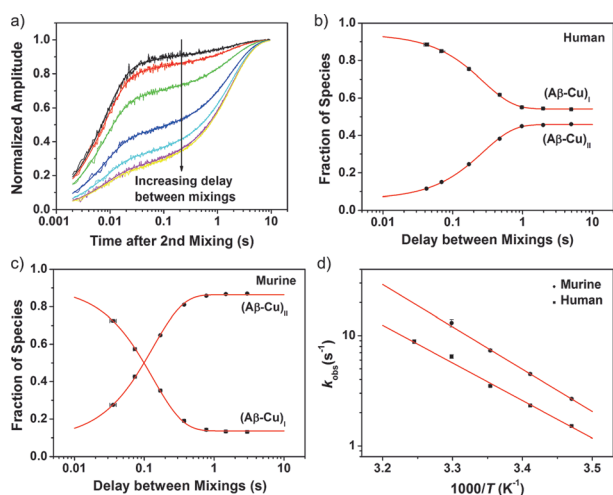 a)
1.0
0.8
0.6
0.4
0.2
0.0
Normalized Amplitude
Increasing delay
between mixings
0.001
0.01
0.1
1
10
Time after 2nd Mixing (s)
b)
1.0
0.8
0.6
0.4
0.2
0.0
Fraction of Species
Human
(Aβ-Cu)I
(Aβ-Cu)II
0.01
0.1
1
10
Delay between Mixings (s)
c)
1.0
0.8
0.6
0.4
0.2
0.0
Fraction of Species
Murine
(Aβ-Cu)II
(Aβ-Cu)I
0.01
0.1
1
10
Delay between Mixings (s)
d)
10
1
kobs(s-1)
Murine
Human
3.2
3.3
3.4
3.5
1000/T (K-1)